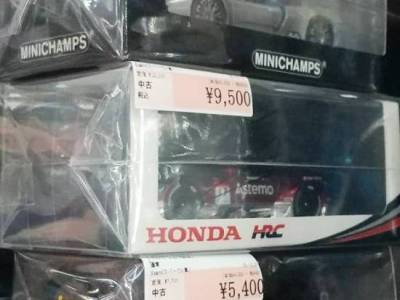 MINICHAMPS
MINICHAMPS
中古
税込
¥9,500
Astemo
HONDA HRC
中古
¥5,400